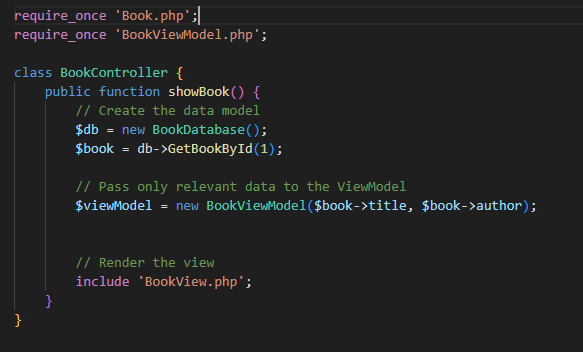 require_once 'Book.php';
require_once 'BookViewModel.php';
class BookController {
public function showBook() {
// Create the data model
$db = new BookDatabase();
$book = db->GetBookById(1);
// Pass only relevant data to the ViewModel
$viewModel = new BookViewModel($book->title, $book->author);
// Render the view
include 'BookView.php';
}
}